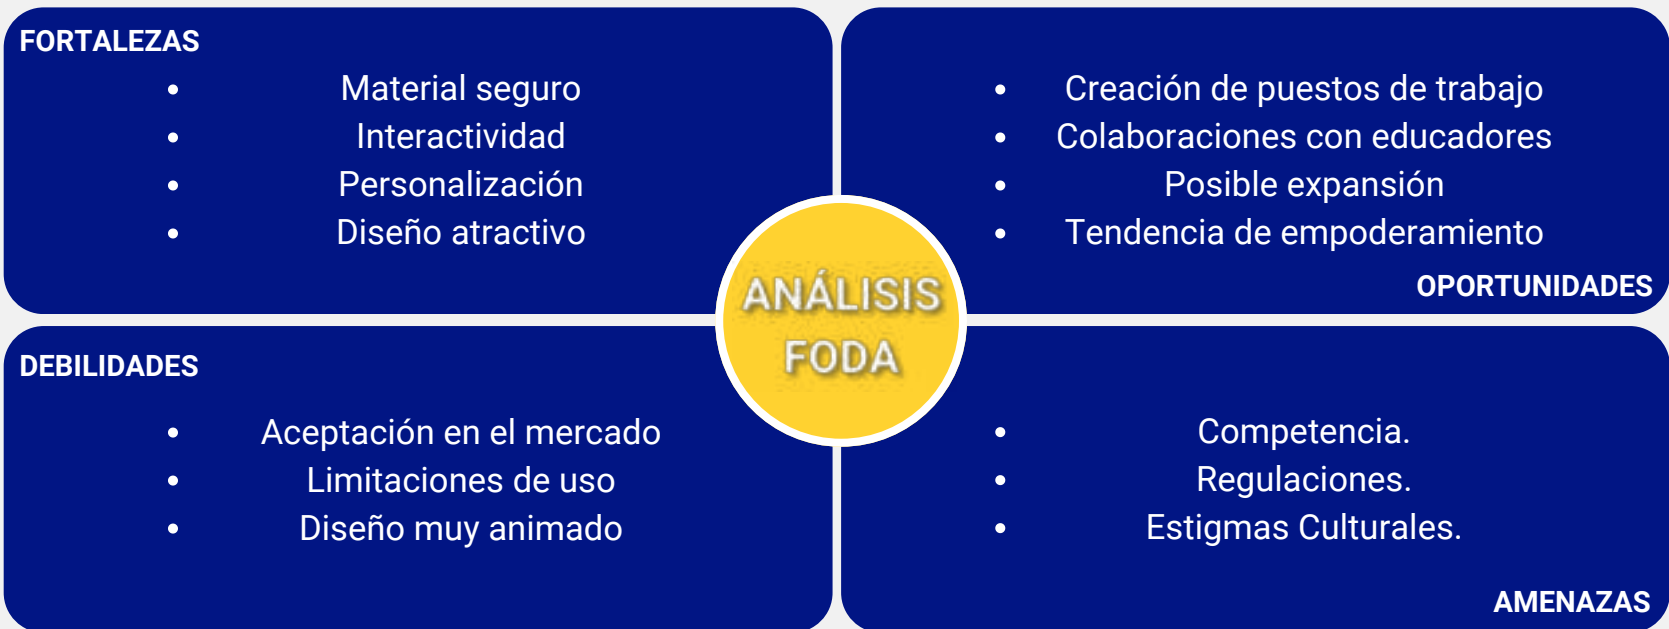 FORTALEZAS
Material seguro
Interactividad
Personalización
Diseño atractivo
Creación de puestos de trabajo
Colaboraciones con educadores
Posible expansión
Tendencia de empoderamiento
OPORTUNIDADES
ANÁLISIS
FODA
DEBILIDADES
Aceptación en el mercado
Limitaciones de uso
Diseño muy animado
Competencia.
Regulaciones.
Estigmas Culturales.
AMENAZAS